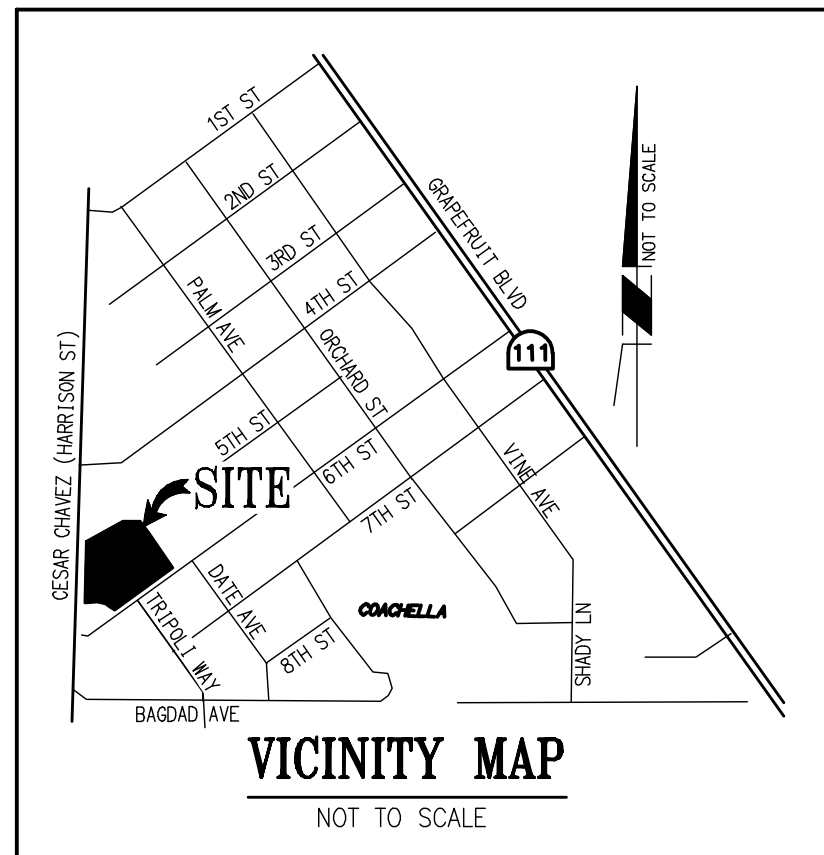 1ST ST
2ND ST
3RD ST
4TH ST
GRAPEFRUIT BLVD
NOT TO SCALE
PALM AVE
ORCHARD ST
111
CESAR CHAVEZ (HARRISON ST)
5TH ST
6TH ST
7TH ST
VINE AVE
SITE
DATE AVE
TRIPOLI WAY
8TH ST
COACHELLA
SHADY LN
BAGDAD AVE
VICINITY MAP
NOT TO SCALE